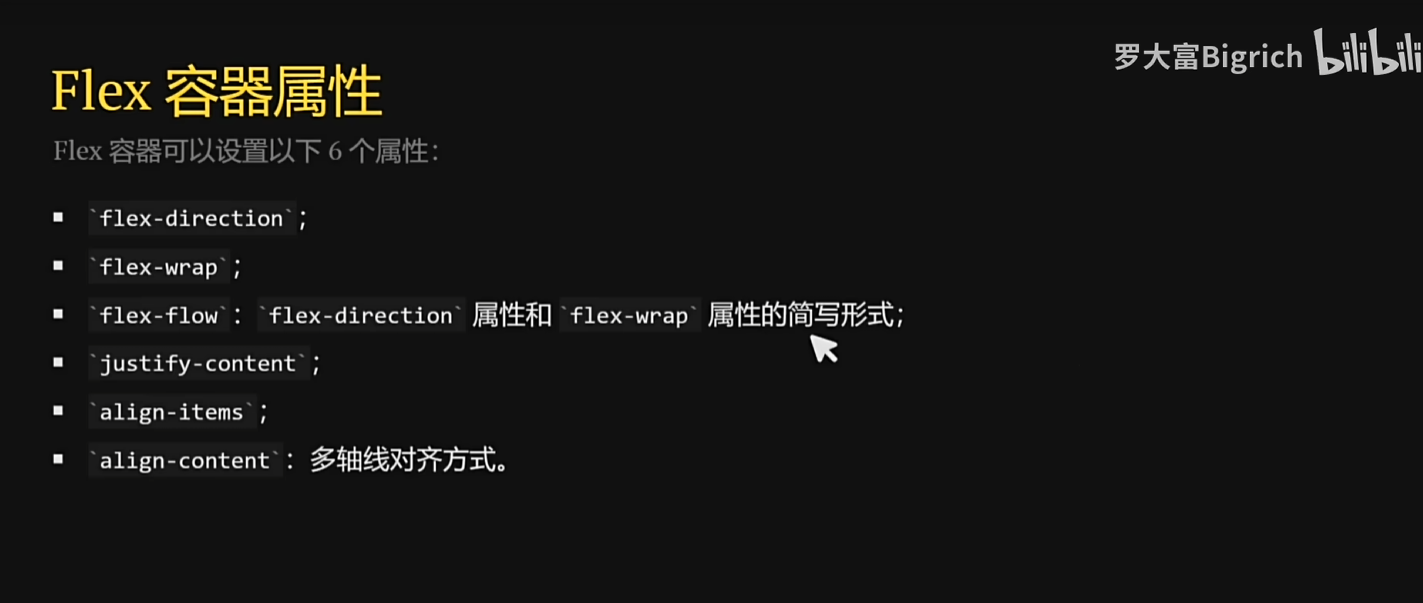 罗大富Bigrich bilibili
Flex 容器属性
Flex 容器可以设置以下 6 个属性：
▪ `flex-direction`；
▪ `flex-wrap`；
▪ `flex-flow`：`flex-direction` 属性和 `flex-wrap` 属性的简写形式；
▪ `justify-content`；
▪ `align-items`；
▪ `align-content`：多轴线对齐方式。